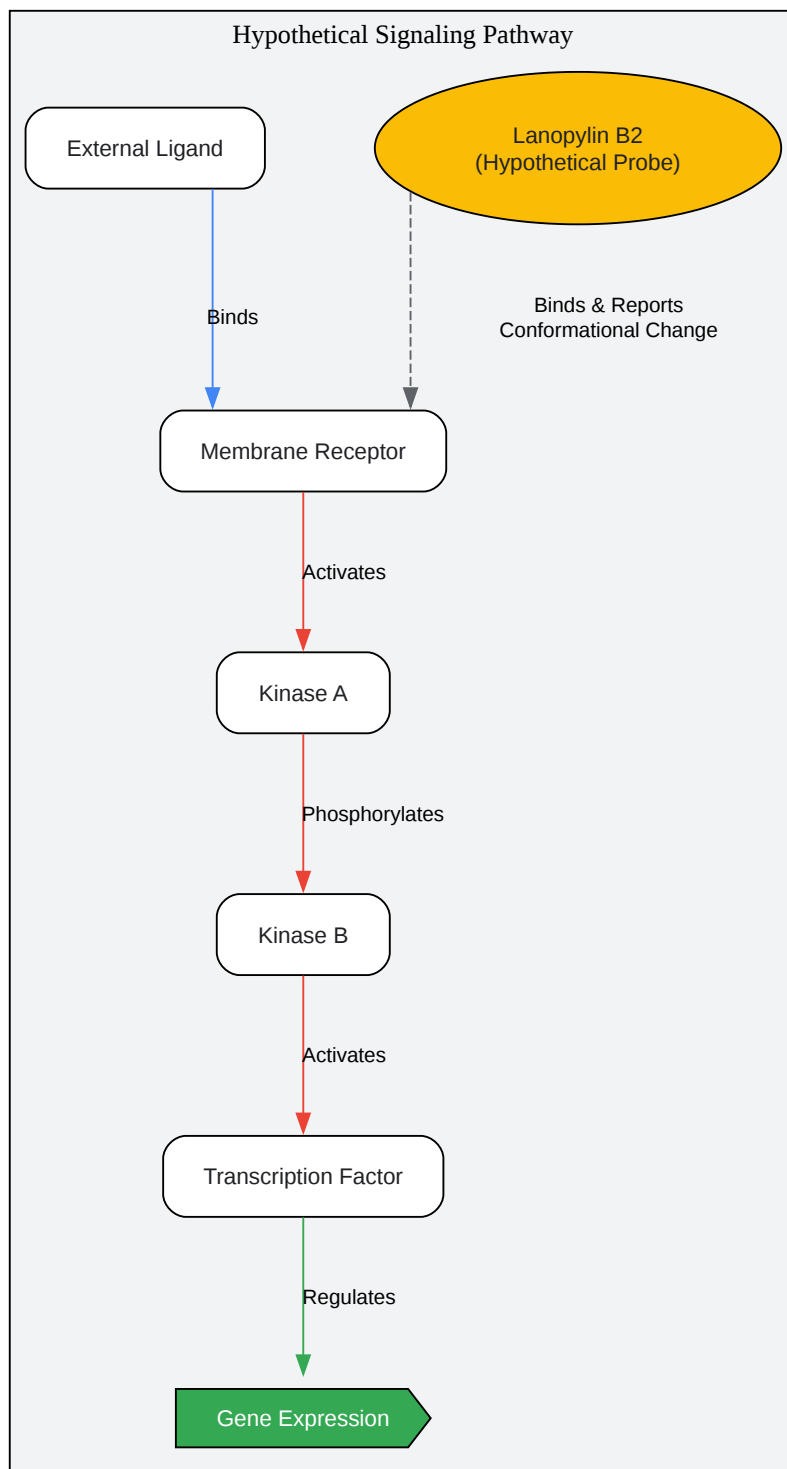 Hypothetical Signaling Pathway
External Ligand
Lanopylin B2
(Hypothetical Probe)
Binds
Binds & Reports
Conformational Change
Membrane Receptor
Activates
Kinase A
Phosphorylates
Kinase B
Activates
Transcription Factor
Regulates
Gene Expression